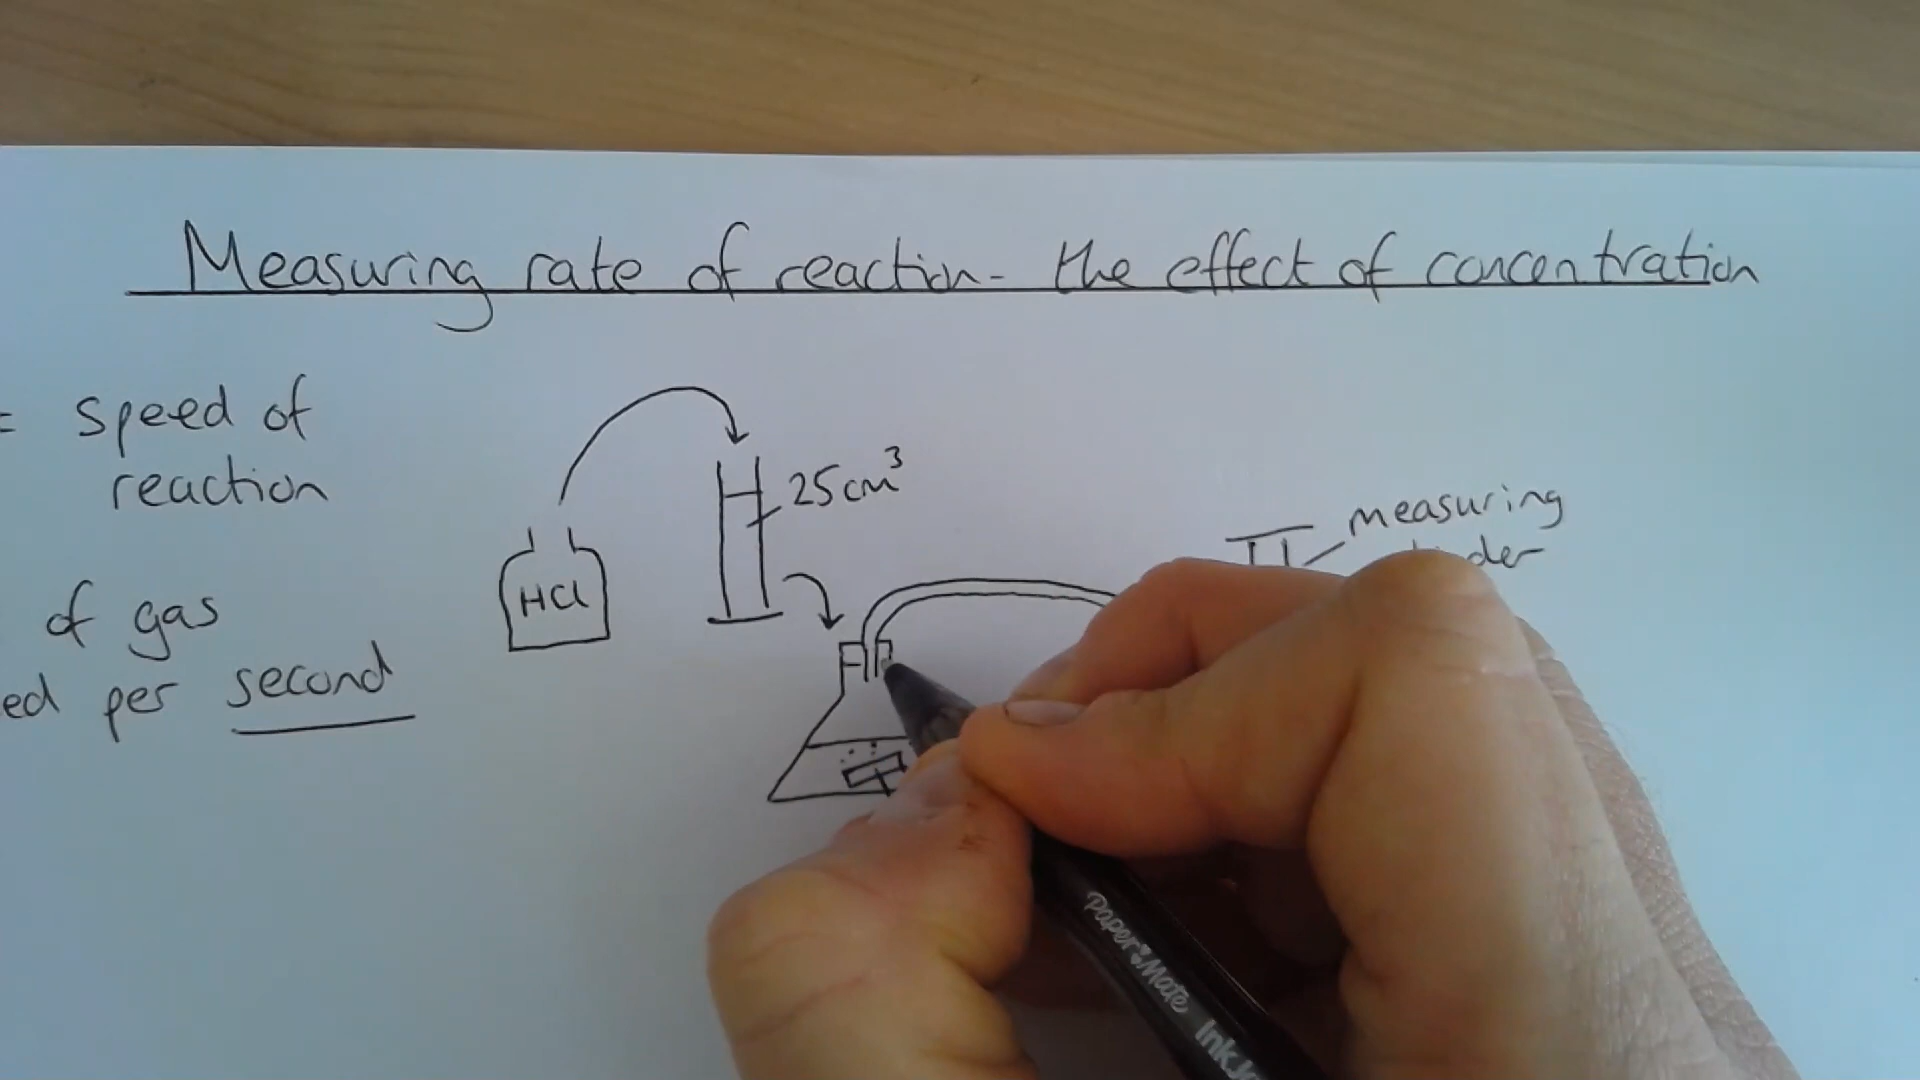 Measuring rate of reaction - the effect of concentration
= speed of
reaction
of gas
per second
HCl
25cm³
measuring
Paper Mate